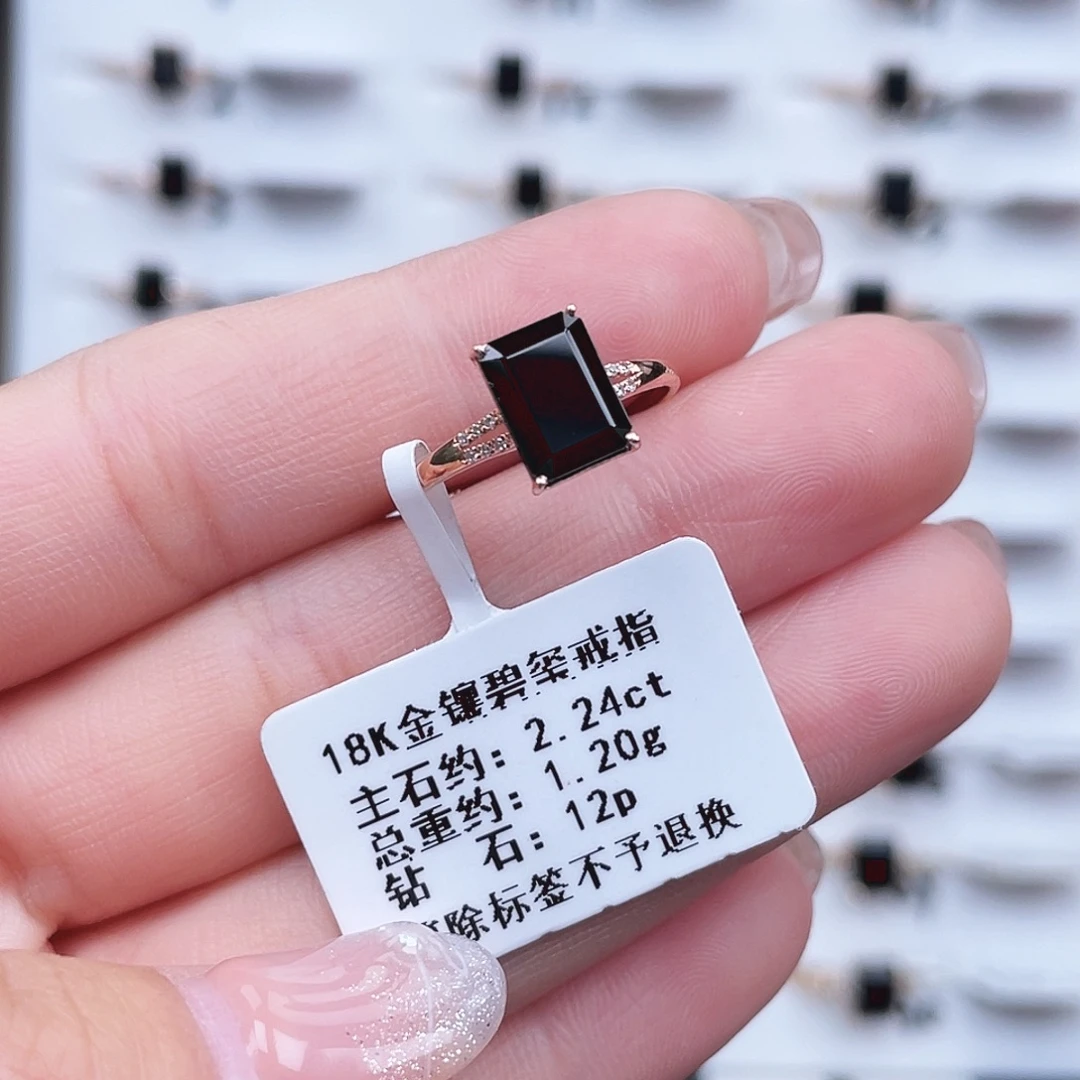 18K金镶碧玺戒指
主石约: 2.24ct
总重约: 1.20g
钻 石: 12p
除标签不予退换